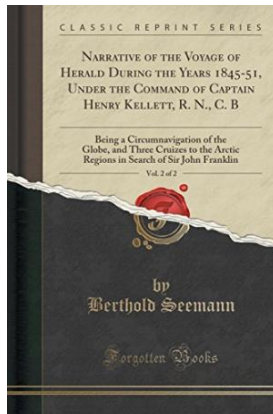 CLASSIC REPRINT SERIES
NARRATIVE OF THE VOYAGE OF
HERALD DURING THE YEARS 1845-51,
UNDER THE COMMAND OF CAPTAIN
HENRY KELLETT, R. N., C. B
Being a Circumnavigation of the
Globe, and Three Cruizes to the Arctic
Regions in Search of Sir John Franklin
Vol. 2 of 2
by
Berthold Seemann
Forgotten Books